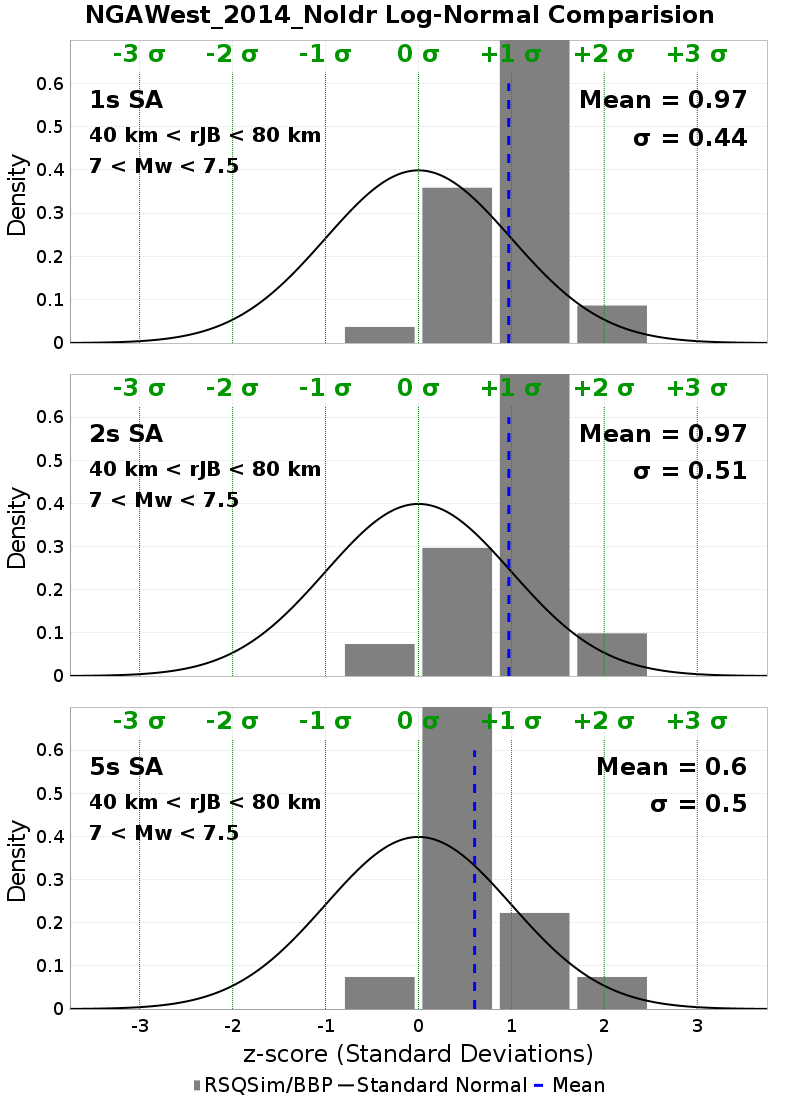 NGAWest_2014_NoIdr Log-Normal Comparision
-3 σ -2 σ -1 σ 0 σ +1 σ +2 σ +3 σ
1s SA
Mean = 0.97
40 km < rJB < 80 km
σ = 0.44
7 < Mw < 7.5
Density
0.6
0.5
0.4
0.3
0.2
0.1
0
-3 σ -2 σ -1 σ 0 σ +1 σ +2 σ +3 σ
2s SA
Mean = 0.97
40 km < rJB < 80 km
σ = 0.51
7 < Mw < 7.5
Density
0.6
0.5
0.4
0.3
0.2
0.1
0
-3 σ -2 σ -1 σ 0 σ +1 σ +2 σ +3 σ
5s SA
Mean = 0.6
40 km < rJB < 80 km
σ = 0.5
7 < Mw < 7.5
Density
0.6
0.5
0.4
0.3
0.2
0.1
0
-3 -2 -1 0 1 2 3
z-score (Standard Deviations)
RSQSim/BBP Standard Normal Mean